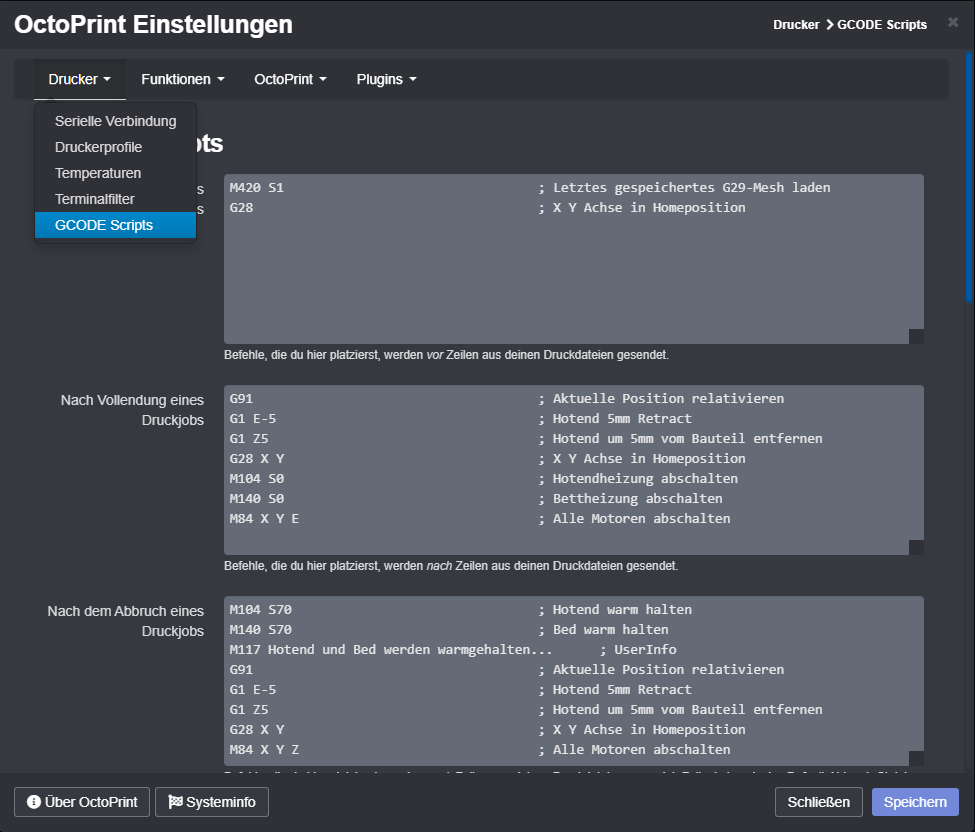 OctoPrint Einstellungen
Drucker > GCODE Scripts ×
Drucker Funktionen OctoPrint Plugins
Serielle Verbindung
Druckerprofile
Temperaturen
Terminalfilter
GCODE Scripts
M420 S1 ; Letztes gespeichertes G29-Mesh laden
G28 ; X Y Achse in Homeposition
Befehle, die du hier platzierst, werden vor Zeilen aus deinen Druckdateien gesendet.
Nach Vollendung eines
Druckjobs
G91 ; Aktuelle Position relativieren
G1 E-5 ; Hotend 5mm Retract
G1 Z5 ; Hotend um 5mm vom Bauteil entfernen
G28 X Y ; X Y Achse in Homeposition
M104 S0 ; Hotendheizung abschalten
M140 S0 ; Bettheizung abschalten
M84 X Y E ; Alle Motoren abschalten
Befehle, die du hier platzierst, werden nach Zeilen aus deinen Druckdateien gesendet.
Nach dem Abbruch eines
Druckjobs
M104 S70 ; Hotend warm halten
M140 S70 ; Bed warm halten
M117 Hotend und Bed werden warmgehalten... ; UserInfo
G91 ; Aktuelle Position relativieren
G1 E-5 ; Hotend 5mm Retract
G1 Z5 ; Hotend um 5mm vom Bauteil entfernen
G28 X Y ; X Y Achse in Homeposition
M84 X Y Z ; Alle Motoren abschalten
Über OctoPrint Systeminfo Schließen Speichern